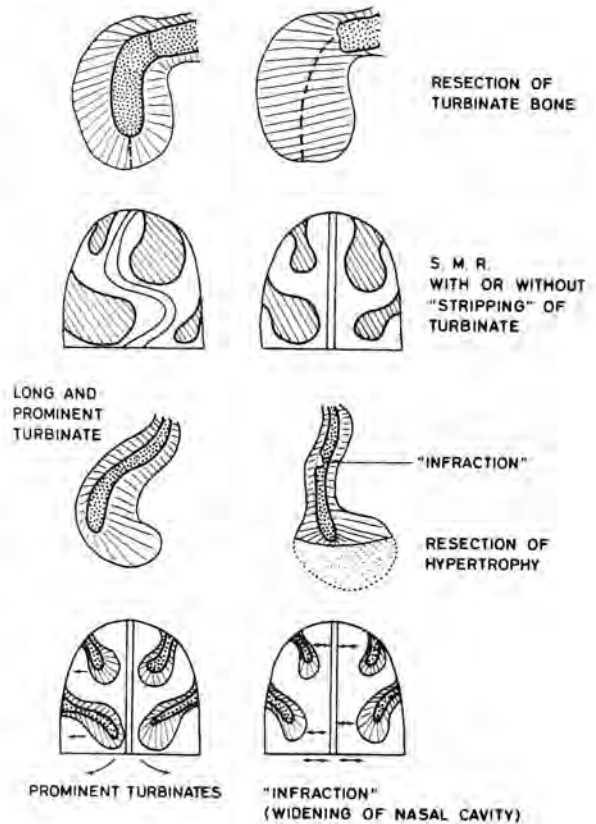 RESECTION OF
TURBINATE BONE
S. M. R.
WITH OR WITHOUT
"STRIPPING" OF
TURBINATE
LONG AND
PROMINENT
TURBINATE
"INFRACTION"
RESECTION OF
HYPERTROPHY
PROMINENT TURBINATES
"INFRACTION"
(WIDENING OF NASAL CAVITY)